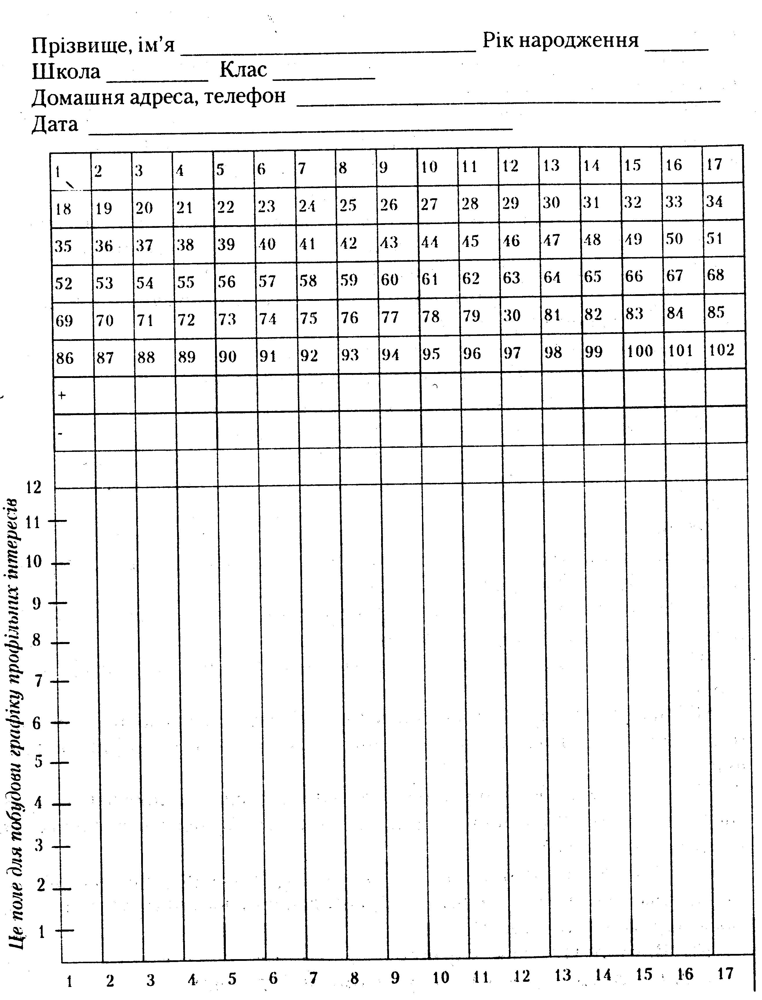 Прізвище, ім’я ____________ Рік народження ____
Школа ______ Клас ______
Домашня адреса, телефон ____________
Дата ____________
1 2 3 4 5 6 7 8 9 10 11 12 13 14 15 16 17
18 19 20 21 22 23 24 25 26 27 28 29 30 31 32 33 34
35 36 37 38 39 40 41 42 43 44 45 46 47 48 49 50 51
52 53 54 55 56 57 58 59 60 61 62 63 64 65 66 67 68
69 70 71 72 73 74 75 76 77 78 79 30 81 82 83 84 85
86 87 88 89 90 91 92 93 94 95 96 97 98 99 100 101 102
+
-
Це поле для побудови графіку профільних інтересів
12
11
10
9
8
7
6
5
4
3
2
1
1 2 3 4 5 6 7 8 9 10 11 12 13 14 15 16 17